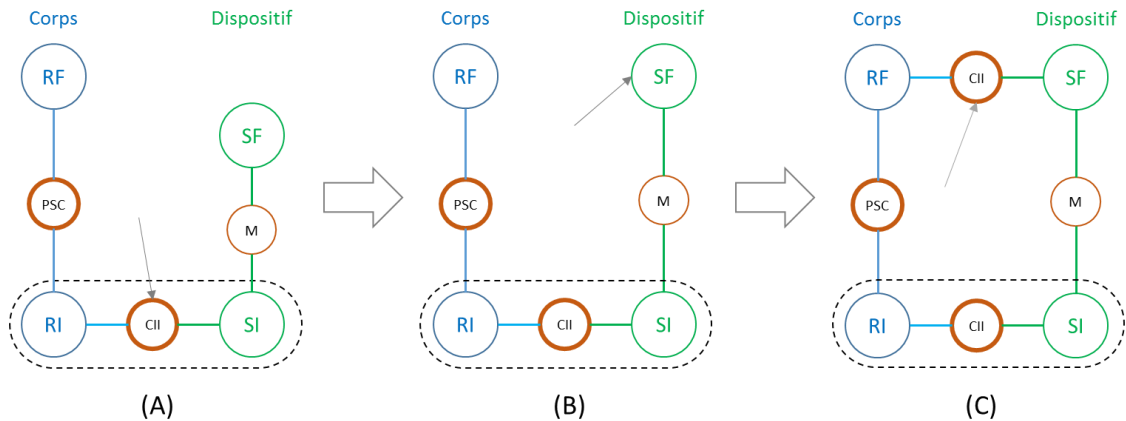 Corps Dispositif
RF
SF
PSC
M
RI CII SI
(A)
Corps Dispositif
RF SF
PSC M
RI CII SI
(B)
Corps Dispositif
RF CII SF
PSC M
RI CII SI
(C)